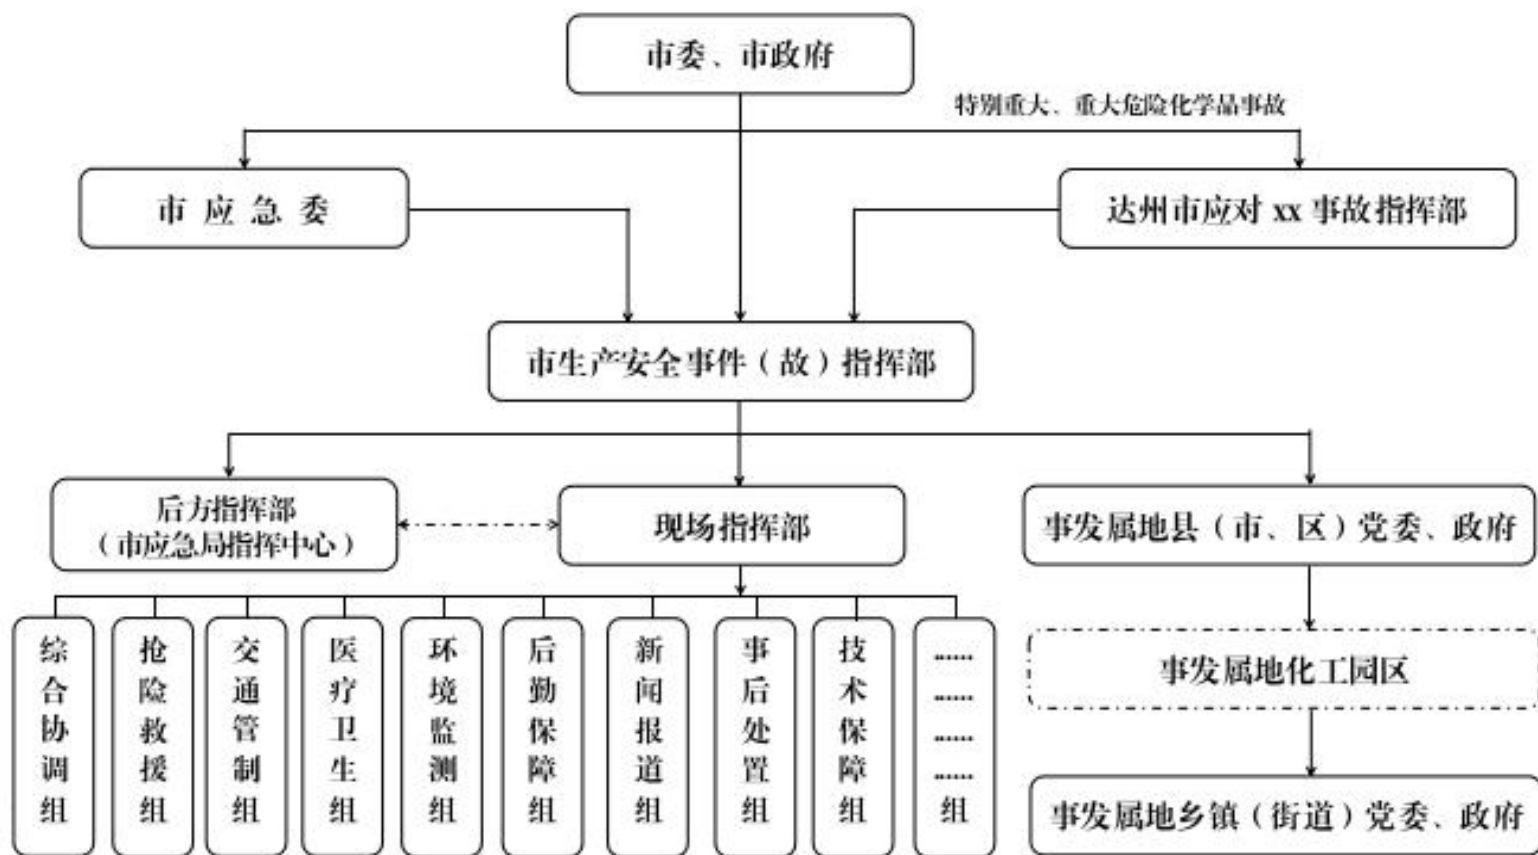 市委、市政府
特别重大、重大危险化学品事故
市应急委
达州市应对 xx 事故指挥部
市生产安全事件（故）指挥部
后方指挥部
（市应急局指挥中心）
现场指挥部
事发属地县（市、区）党委、政府
综合协调组
抢险救援组
交通管制组
医疗卫生组
环境监测组
后勤保障组
新闻报道组
事后处置组
技术保障组
……
……
……
……
组
事发属地化工园区
事发属地乡镇（街道）党委、政府